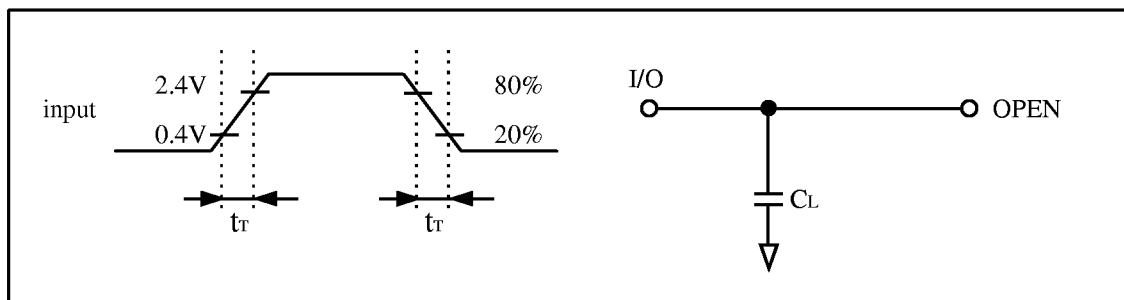 2.4V
80%
input
0.4V
20%
tT
tT
I/O
OPEN
CL